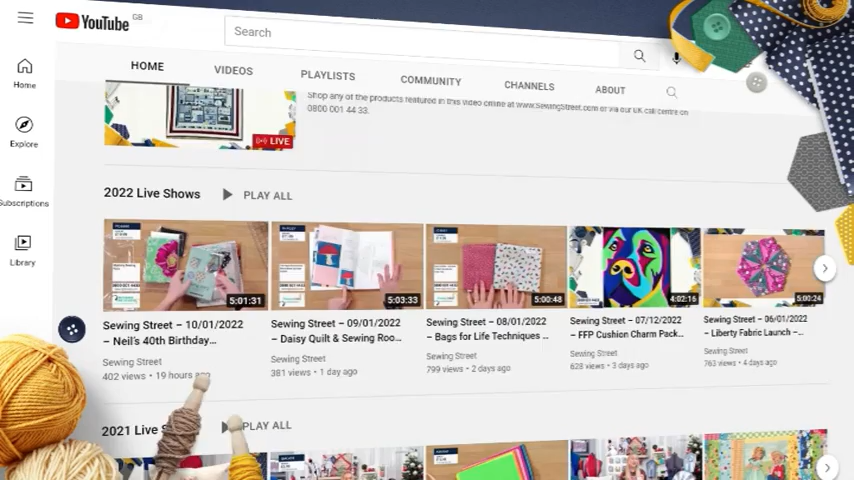 YouTube GB
Search
HOME VIDEOS PLAYLISTS COMMUNITY CHANNELS ABOUT
Home
Explore
Subscriptions
Library
Shop any of the products featured in this video online at www.SewingStreet.com or via our UK call centre on
0800 001 44 33.
LIVE
2022 Live Shows PLAY ALL
5:01:31
5:03:33
5:00:48
4:02:16
5:00:24
Sewing Street – 10/01/2022
– Neil's 40th Birthday...
Sewing Street
402 views • 19 hours ago
Sewing Street – 09/01/2022
– Daisy Quilt & Sewing Roo...
Sewing Street
381 views • 1 day ago
Sewing Street – 08/01/2022
– Bags for Life Techniques ...
Sewing Street
799 views • 2 days ago
Sewing Street – 07/12/2022
– FFP Cushion Charm Pack...
Sewing Street
628 views • 3 days ago
Sewing Street – 06/01/2022
– Liberty Fabric Launch –...
Sewing Street
763 views • 4 days ago
2021 Live PLAY ALL